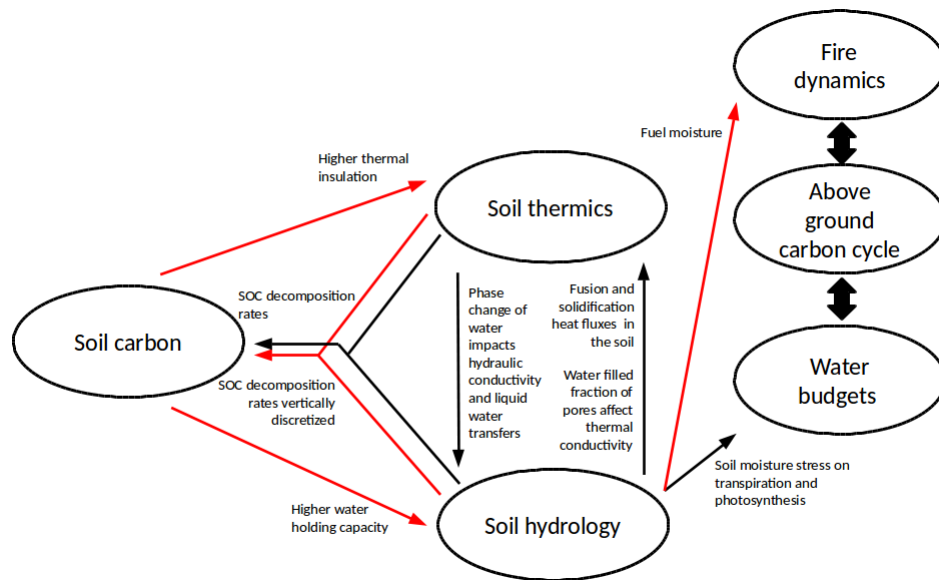 Fire
dynamics
Fuel moisture
Higher thermal
insulation
Soil thermics
Above
ground
carbon cycle
SOC decomposition
rates
Phase
change of
water
impacts
hydraulic
conductivity
and liquid
water
transfers
Fusion and
solidification
heat fluxes in
the soil
Water filled
fraction of
pores affect
thermal
conductivity
Soil carbon
Water
budgets
SOC decomposition
rates vertically
discretized
Soil moisture stress on
transpiration and
photosynthesis
Higher water
holding capacity
Soil hydrology